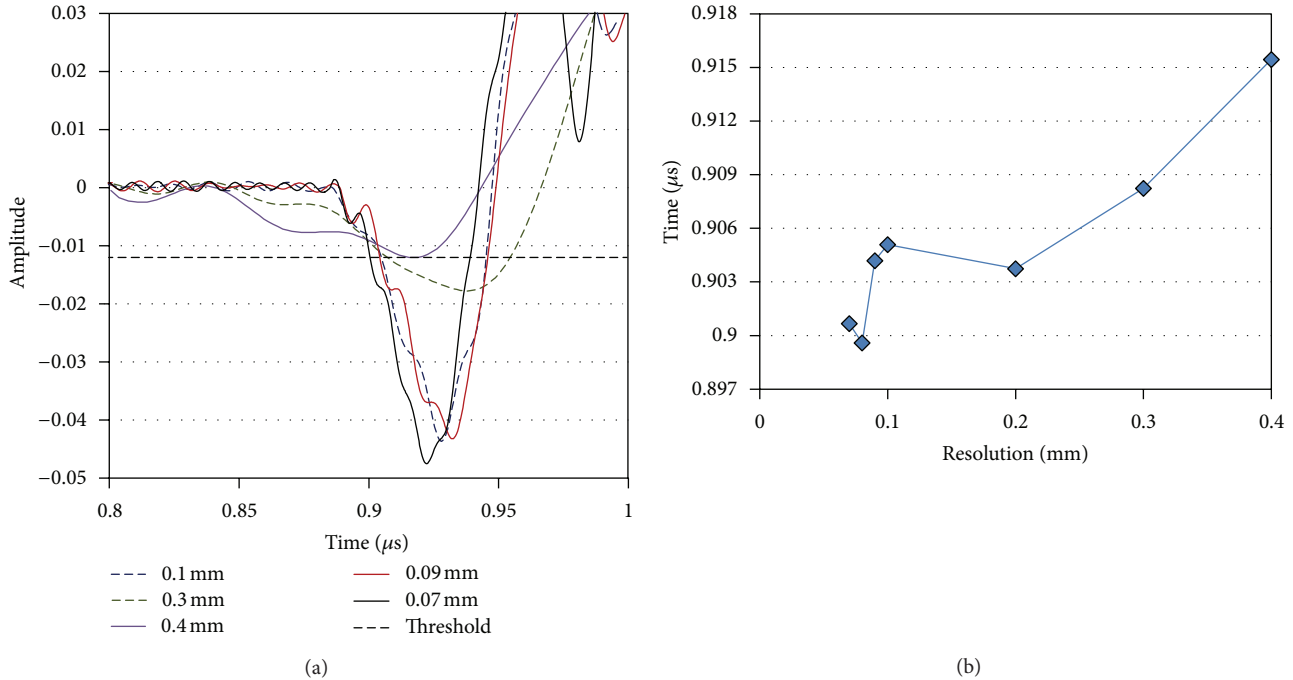 0.03
0.02
0.01
0
−0.01
−0.02
−0.03
−0.04
−0.05
Amplitude
0.8
0.85
0.9
0.95
1
Time (μs)
0.1 mm
0.3 mm
0.4 mm
0.09 mm
0.07 mm
Threshold
(a)
0.918
0.915
0.912
0.909
0.906
0.903
0.9
0.897
Time (μs)
0
0.1
0.2
0.3
0.4
Resolution (mm)
(b)